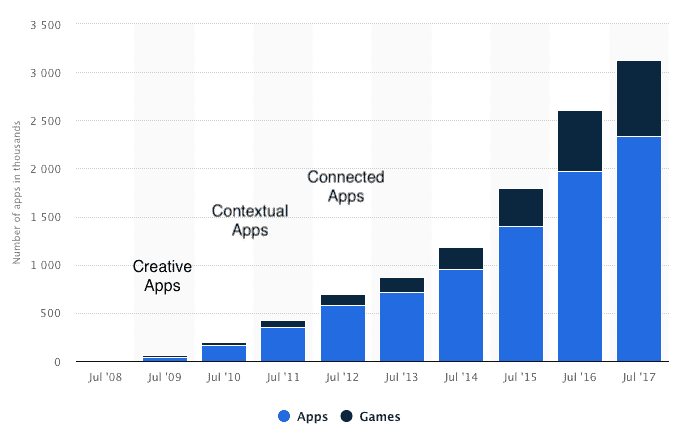 3 500
3 000
2 500
2 000
1 500
1 000
500
0
Number of apps in thousands
Creative
Apps
Contextual
Apps
Connected
Apps
Jul '08 Jul '09 Jul '10 Jul '11 Jul '12 Jul '13 Jul '14 Jul '15 Jul '16 Jul '17
Apps Games